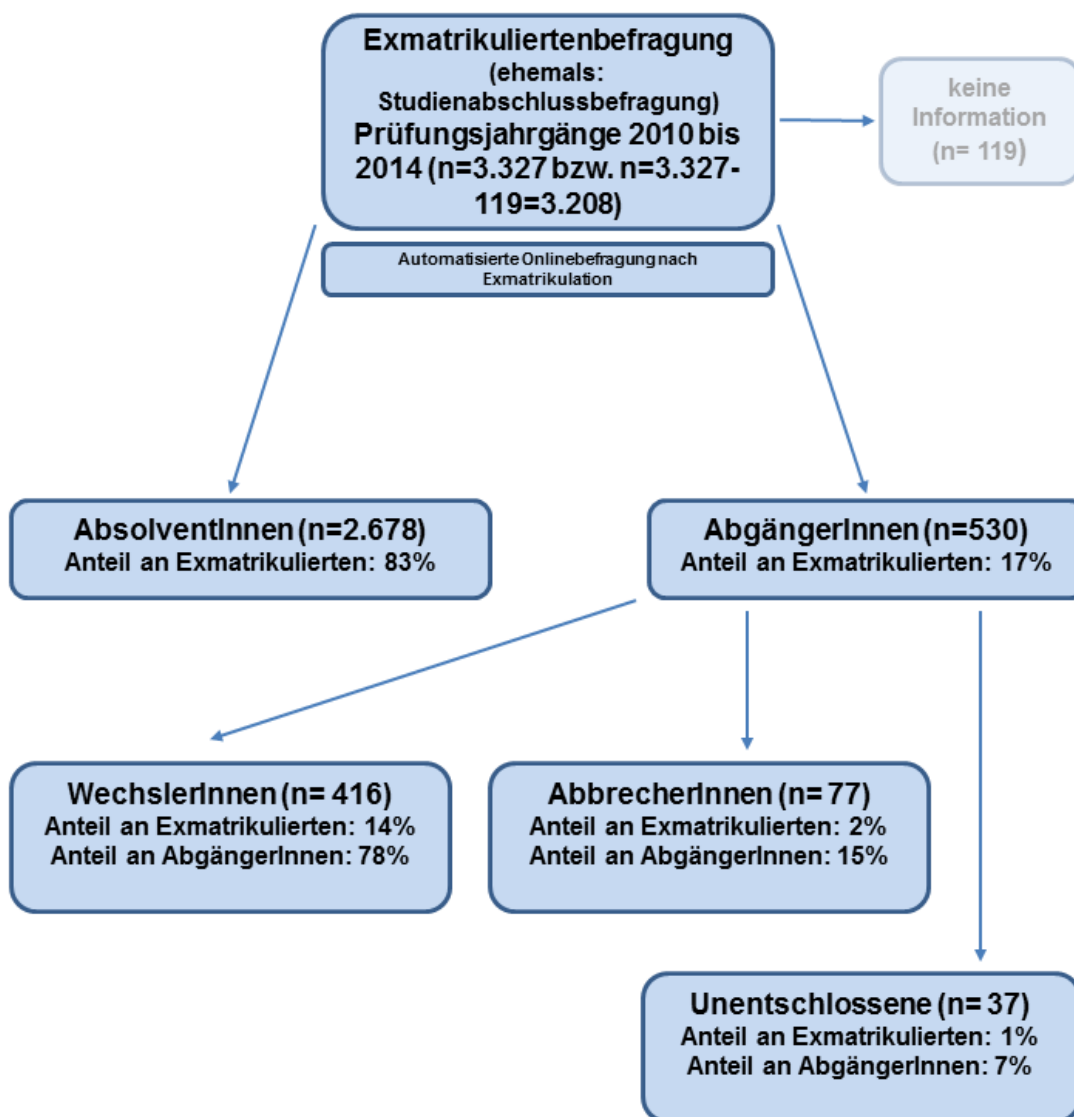 Exmatrikuliertenbefragung
(ehemals:
Studienabschlussbefragung)
Prüfungsjahrgänge 2010 bis
2014 (n=3.327 bzw. n=3.327-
119=3.208)
keine
Information
(n= 119)
Automatisierte Onlinebefragung nach
Exmatrikulation
AbsolventInnen (n=2.678)
Anteil an Exmatrikulierten: 83%
AbgängerInnen (n=530)
Anteil an Exmatrikulierten: 17%
WechslerInnen (n= 416)
Anteil an Exmatrikulierten: 14%
Anteil an AbgängerInnen: 78%
AbbrecherInnen (n= 77)
Anteil an Exmatrikulierten: 2%
Anteil an AbgängerInnen: 15%
Unentschlossene (n= 37)
Anteil an Exmatrikulierten: 1%
Anteil an AbgängerInnen: 7%